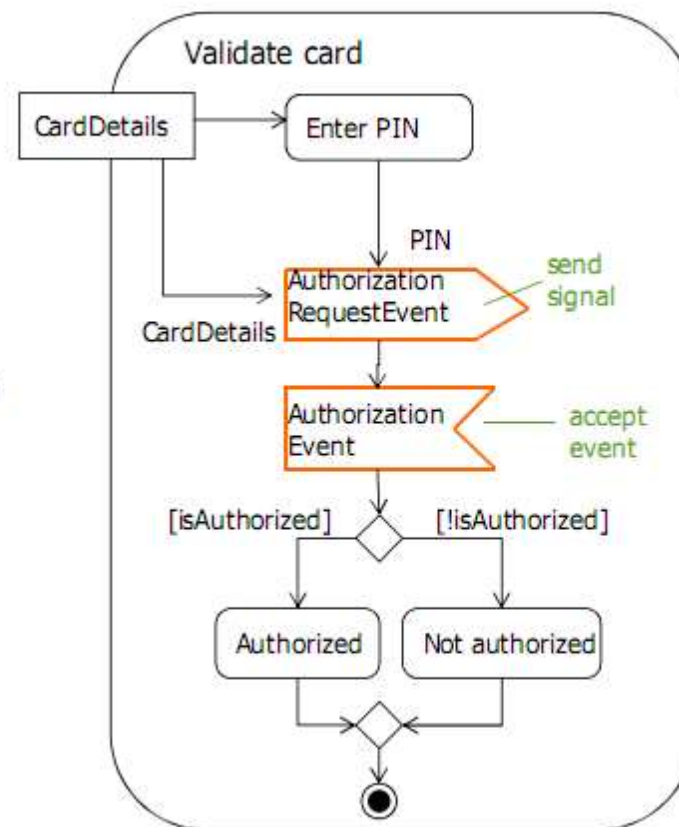 Validate card
CardDetails
Enter PIN
PIN
Authorization
RequestEvent
send
signal
CardDetails
Authorization
Event
accept
event
[isAuthorized]
[!isAuthorized]
Authorized
Not authorized